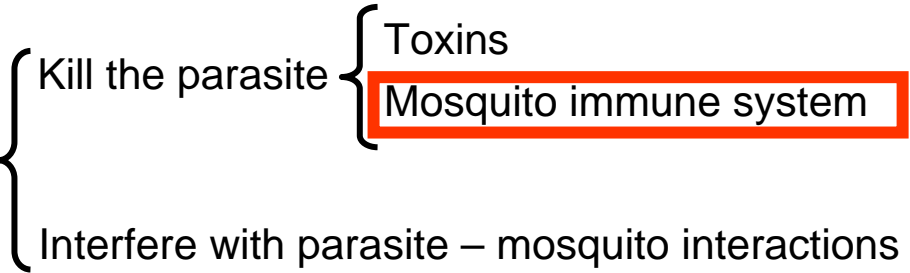 Toxins
Kill the parasite
Mosquito immune system
Interfere with parasite – mosquito interactions